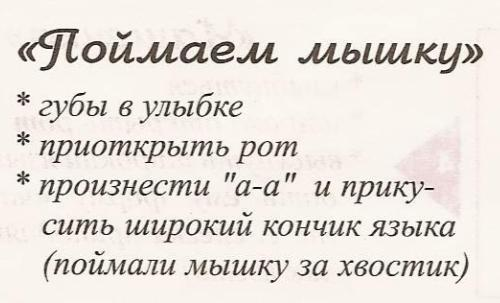 «Поймаем мышку»
* губы в улыбке
* приоткрыть рот
* произнести "а-а" и прику-
сить широкий кончик языка
(поймали мышку за хвостик)